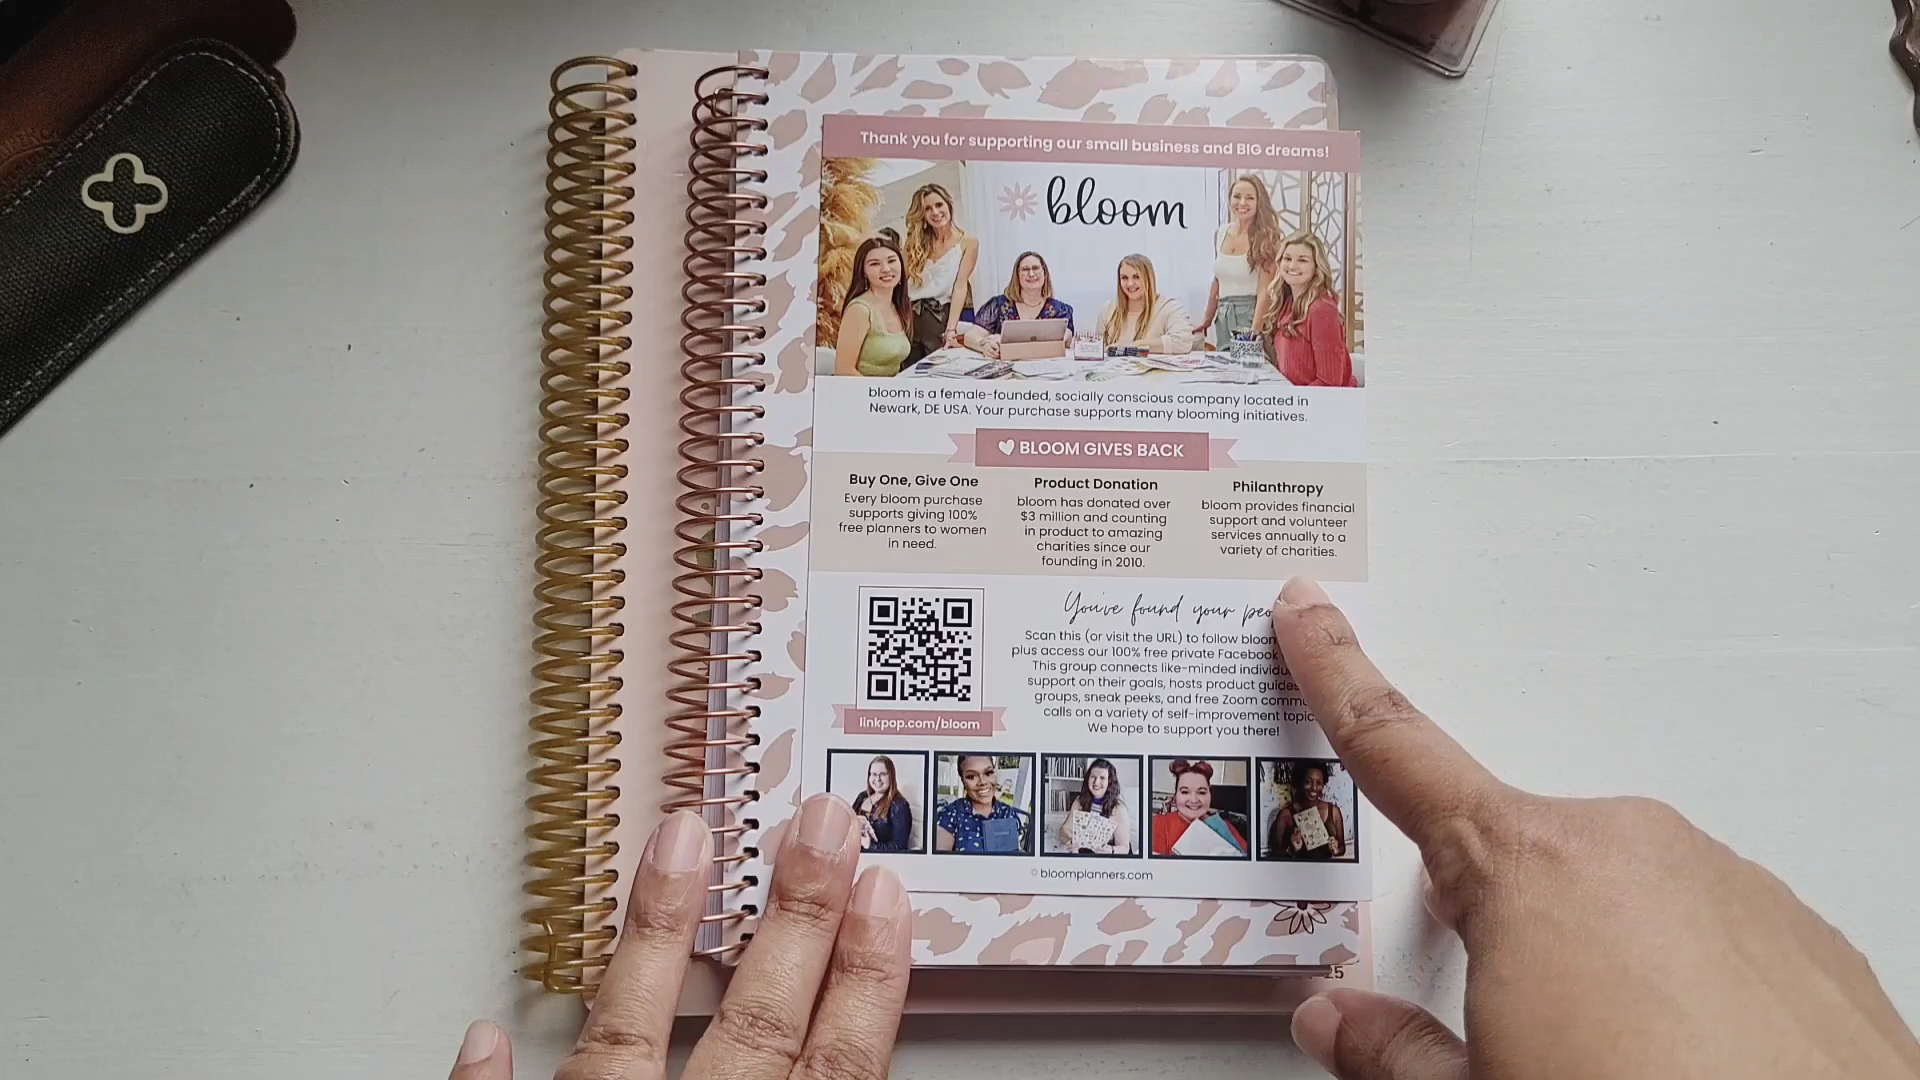 Thank you for supporting our small business and BIG dreams!
bloom
bloom is a female-founded, socially conscious company located in
Newark, DE USA. Your purchase supports many blooming initiatives.
BLOOM GIVES BACK
Buy One, Give One
Every bloom purchase
supports giving 100%
free planners to women
in need.
Product Donation
bloom has donated over
$3 million and counting
in product to amazing
charities since our
founding in 2010.
Philanthropy
bloom provides financial
support and volunteer
services annually to a
variety of charities.
linkpop.com/bloom
You've found your
Scan this (or visit the URL) to follow bloom
plus access our 100% free private Facebook
This group connects like-minded
support on their goals, hosts product guides
groups, sneak peeks, and free Zoom
calls on a variety of self-improvement
We hope to support you there!
bloomplanners.com
25